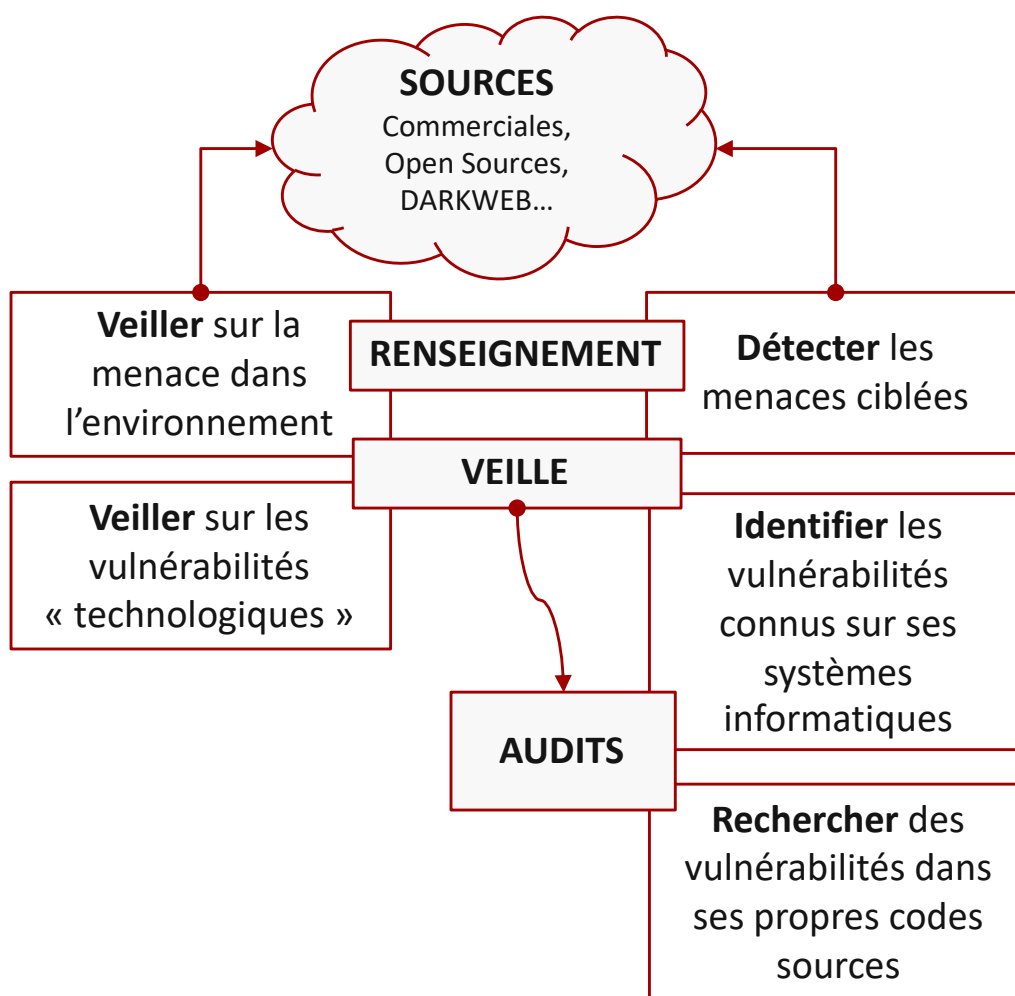 SOURCES
Commerciales,
Open Sources,
DARKWEB…
Veiller sur la
menace dans
l’environnement
RENSEIGNEMENT
Détecter les
menaces ciblées
VEILLE
Veiller sur les
vulnérabilités
« technologiques »
Identifier les
vulnérabilités
connus sur ses
systèmes
informatiques
AUDITS
Rechercher des
vulnérabilités dans
ses propres codes
sources